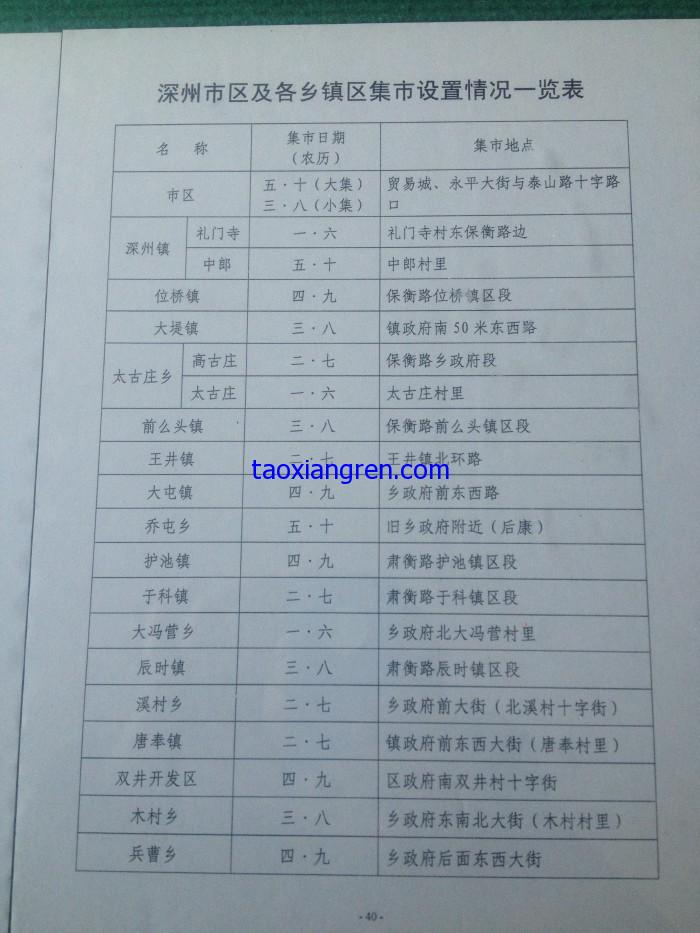 深州市区及各乡镇区集市设置情况一览表
名 称 集市日期（农历） 集市地点
市区 五·十（大集） 三·八（小集） 贸易城、永平大街与泰山路十字路口
深州镇 礼门寺 一·六 礼门寺村东保衡路边
中郎 五·十 中郎村里
位桥镇 四·九 保衡路位桥镇区段
大堤镇 三·八 镇政府南50米东西路
太古庄乡 高古庄 二·七 保衡路乡政府段
太古庄 一·六 太古庄村里
前么头镇 三·八 保衡路前么头镇区段
王井镇 二·七 王井镇北环路
taoxiangren.com
大屯镇 四·九 乡政府前东西路
乔屯乡 五·十 旧乡政府附近（后康）
护池镇 四·九 肃衡路护池镇区段
于科镇 二·七 肃衡路于科镇区段
大冯营乡 一·六 乡政府北大冯营村里
辰时镇 三·八 肃衡路辰时镇区段
溪村乡 二·七 乡政府前大街（北溪村十字街）
唐奉镇 二·七 镇政府前东西大街（唐奉村里）
双井开发区 四·九 区政府南双井村十字街
木村乡 三·八 乡政府东南北大街（木村村里）
兵曹乡 四·九 乡政府后面东西大街
- 40 -